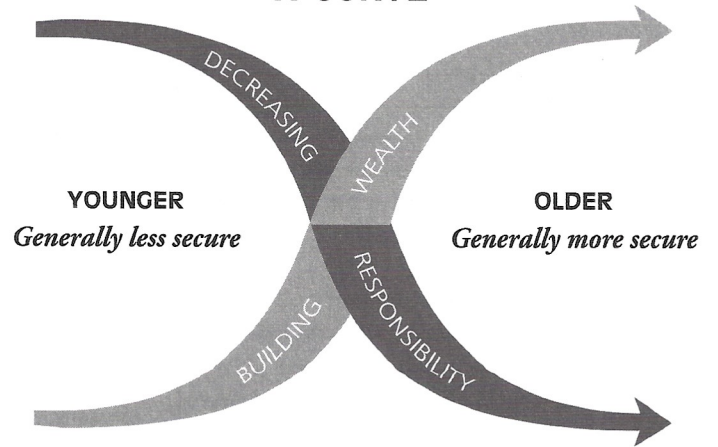 DECREASING
WEALTH
YOUNGER
Generally less secure
OLDER
Generally more secure
BUILDING
RESPONSIBILITY